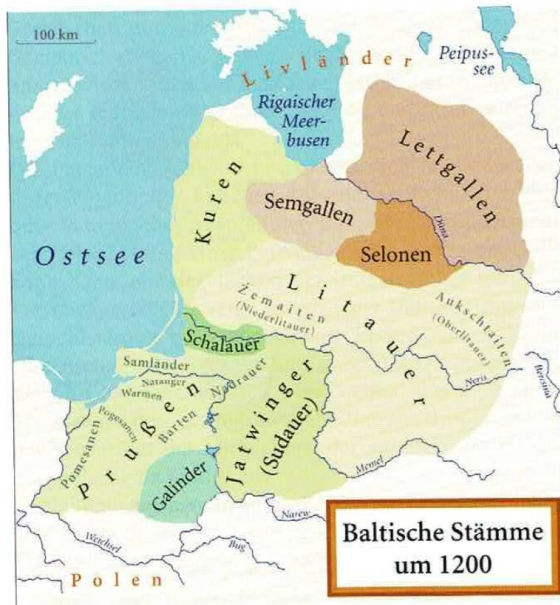 100 km
Livländer
Peipus-
see
Rigaischer
Meer-
busen
Lettgallen
Kuren
Semgallen
Düna
Ostsee
Selonen
Litauer
Žemaiten
(Niederlitauer)
Aukschtaiten
(Oberlitauer)
Schalauer
Samländer
Natanger
Warmen
Nadrauer
Neris
Beresina
Pogesanen
Barten
Pomesanen
Prußen
Jatwinger
(Sudauer)
Galinder
Memel
Narew
Weichsel
Bug
Polen
Baltische Stämme
um 1200